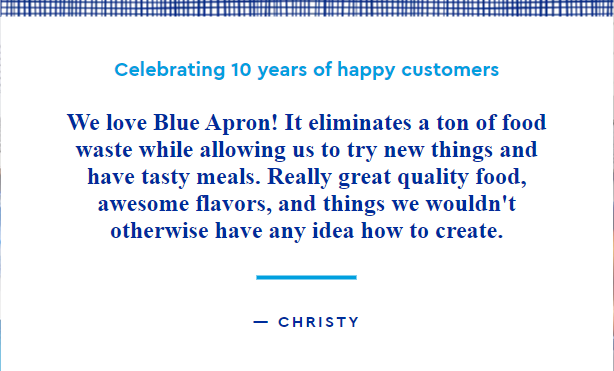 Celebrating 10 years of happy customers
We love Blue Apron! It eliminates a ton of food
waste while allowing us to try new things and
have tasty meals. Really great quality food,
awesome flavors, and things we wouldn't
otherwise have any idea how to create.
— CHRISTY